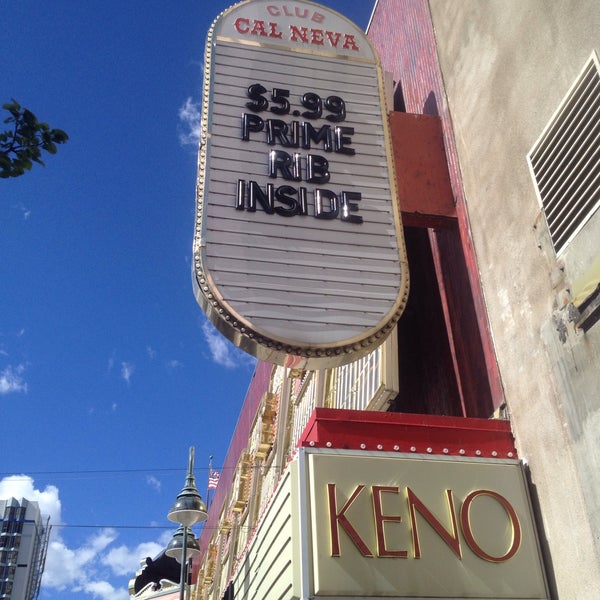 CLUB
CAL NEVA
$5.99
PRIME
RIB
INSIDE
KENO